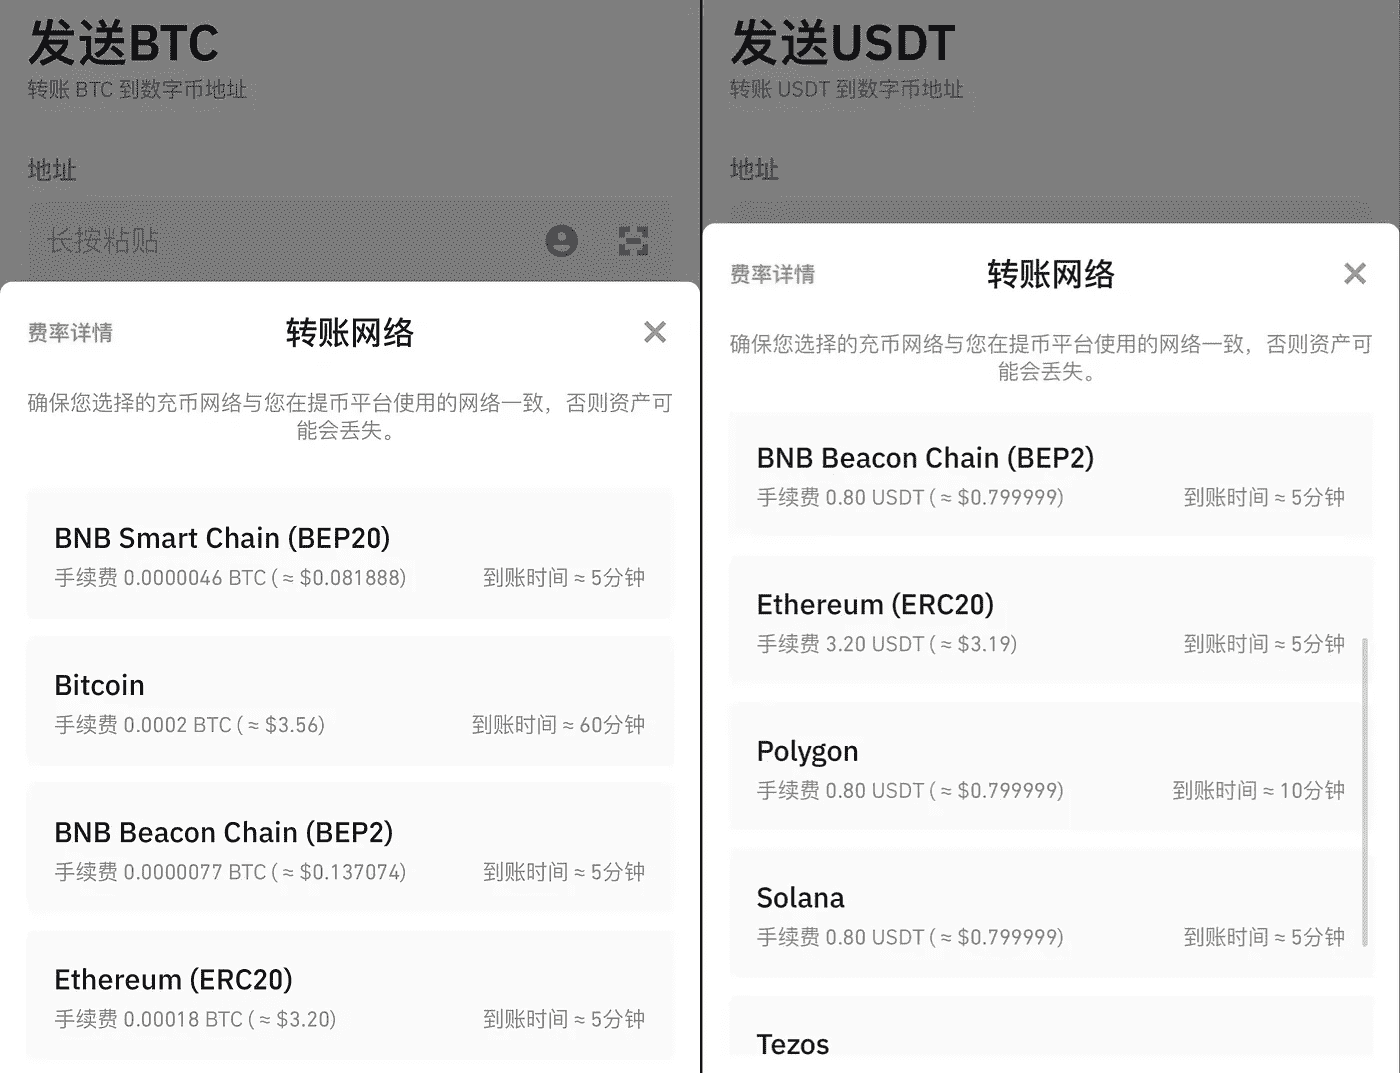 发送BTC
转账 BTC 到数字币地址
地址
长按粘贴
费率详情
转账网络
确保您选择的充币网络与您在提币平台使用的网络一致，否则资产可
能会丢失。
BNB Smart Chain (BEP20)
手续费 0.0000046 BTC ( ≈ $0.081888)
到账时间 ≈ 5分钟
Bitcoin
手续费 0.0002 BTC ( ≈ $3.56)
到账时间 ≈ 60分钟
BNB Beacon Chain (BEP2)
手续费 0.0000077 BTC ( ≈ $0.137074)
到账时间 ≈ 5分钟
Ethereum (ERC20)
手续费 0.00018 BTC ( ≈ $3.20)
到账时间 ≈ 5分钟
发送USDT
转账 USDT 到数字币地址
地址
费率详情
转账网络
确保您选择的充币网络与您在提币平台使用的网络一致，否则资产可
能会丢失。
BNB Beacon Chain (BEP2)
手续费 0.80 USDT ( ≈ $0.799999)
到账时间 ≈ 5分钟
Ethereum (ERC20)
手续费 3.20 USDT ( ≈ $3.19)
到账时间 ≈ 5分钟
Polygon
手续费 0.80 USDT ( ≈ $0.799999)
到账时间 ≈ 10分钟
Solana
手续费 0.80 USDT ( ≈ $0.799999)
到账时间 ≈ 5分钟
Tezos